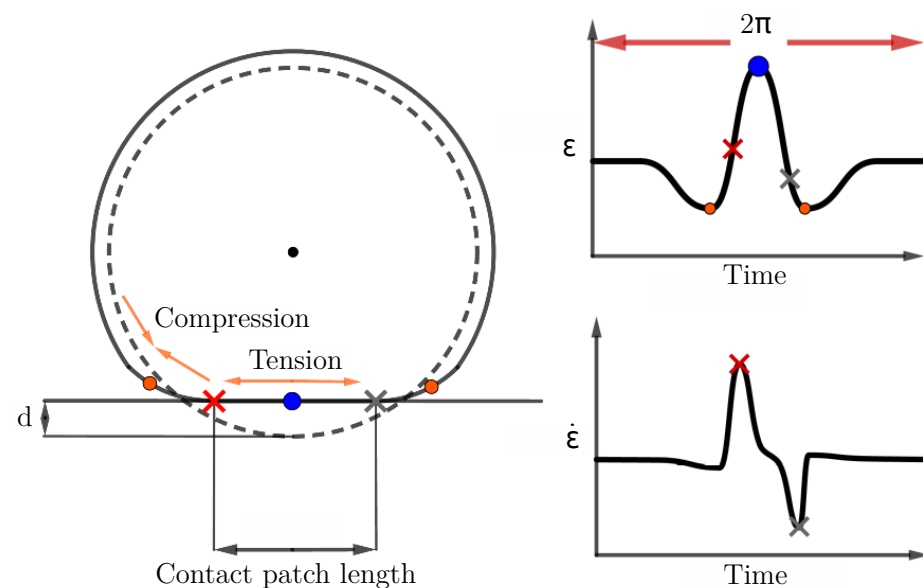 Compression
Tension
d
Contact patch length
2π
ε
Time
ε̇
Time